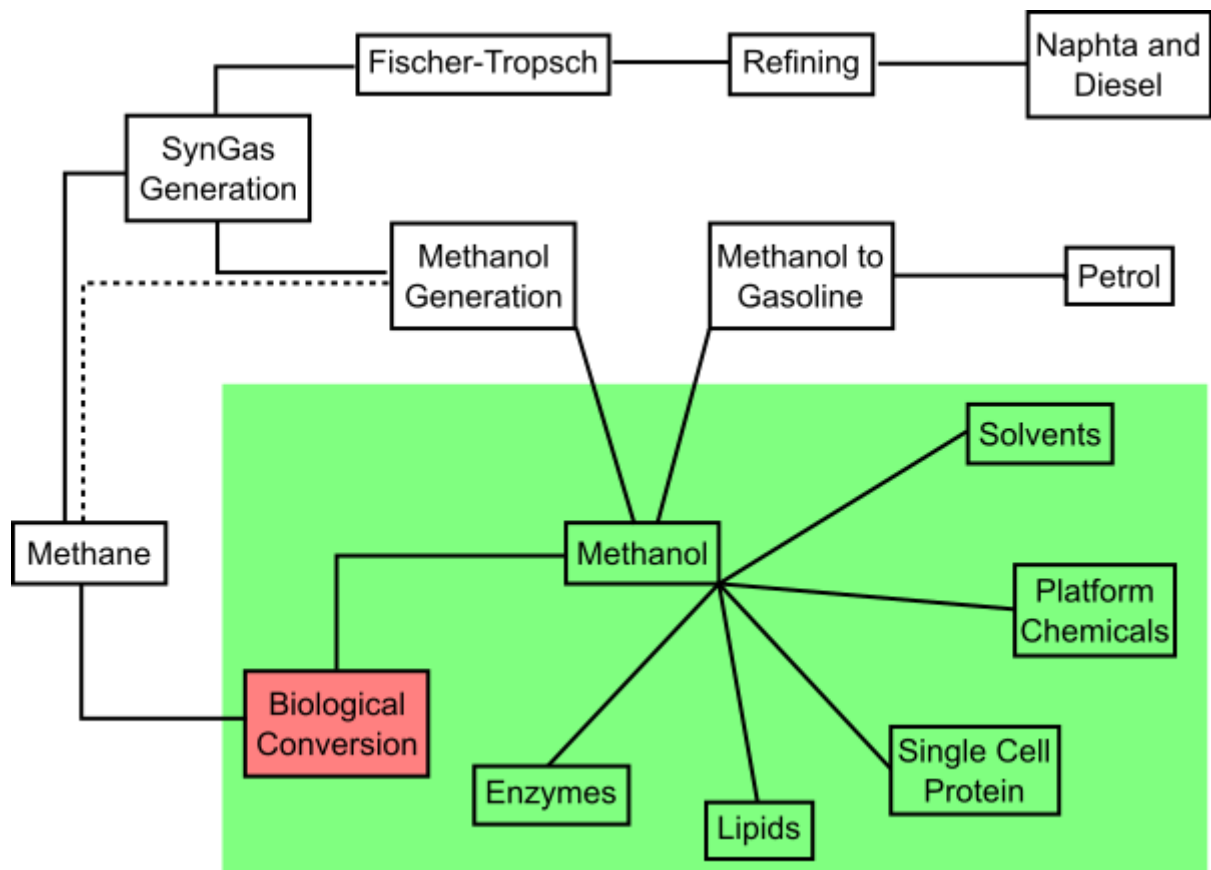 Fischer-Tropsch
Refining
Naphta and
Diesel
SynGas
Generation
Methanol
Generation
Methanol to
Gasoline
Petrol
Solvents
Methane
Methanol
Platform
Chemicals
Biological
Conversion
Enzymes
Lipids
Single Cell
Protein